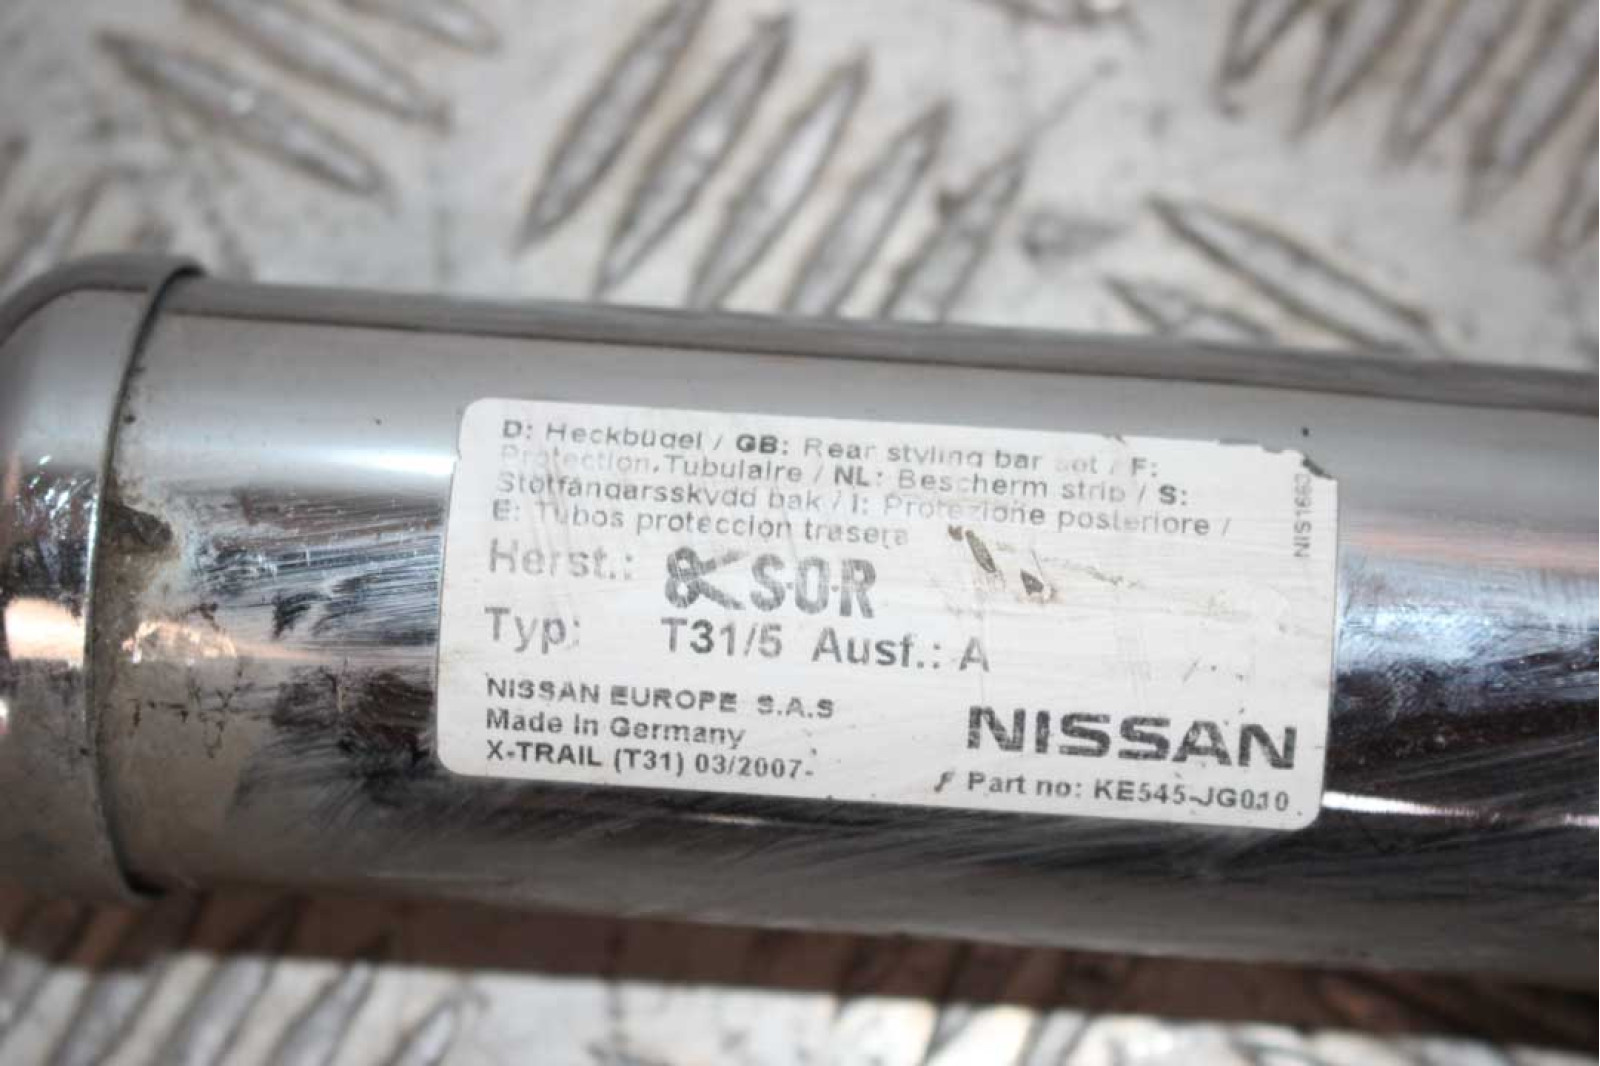 D: Heckbügel / GB: Rear styling bar set / F:
Protection Tubulaire / NL: Bescherm strip / S:
Stötfångarsskydd bak / I: Protezione posteriore /
E: Tubos proteccion trasera
Herst.: S·O·R
Typ: T31/5 Ausf.: A
NISSAN EUROPE S.A.S
Made In Germany
X-TRAIL (T31) 03/2007-
NISSAN
Part no: KE545-JG010